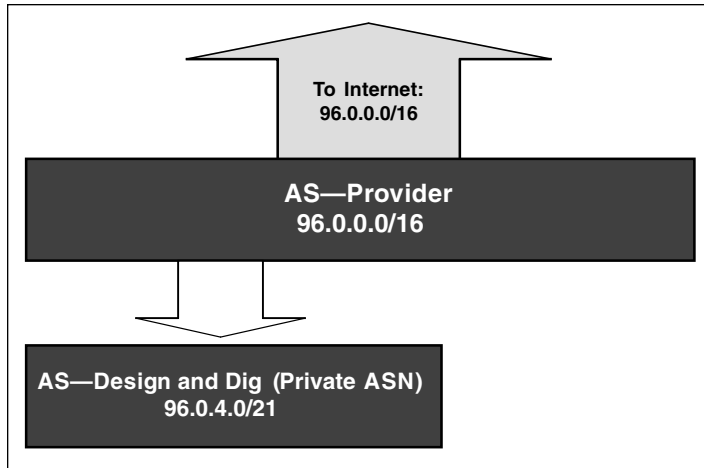 To Internet:
96.0.0.0/16
AS—Provider
96.0.0.0/16
AS—Design and Dig (Private ASN)
96.0.4.0/21